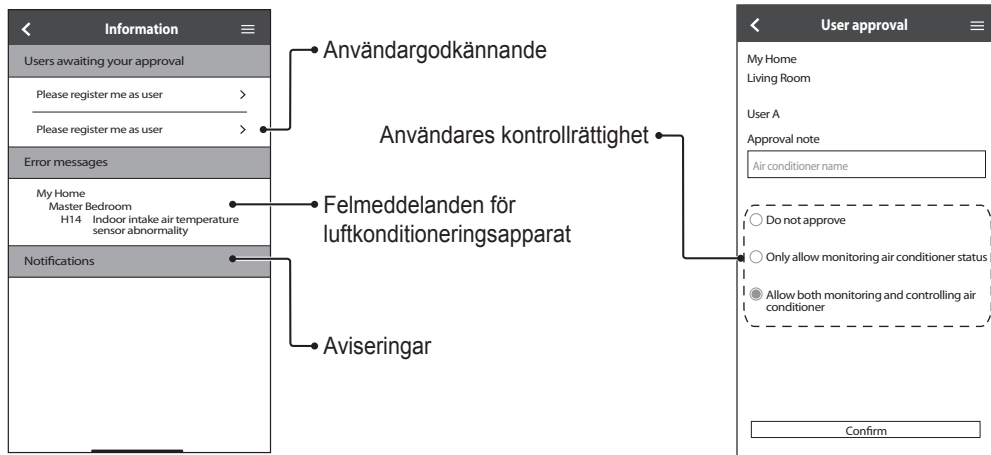 Information
Users awaiting your approval
Please register me as user
Please register me as user
Error messages
My Home
Master Bedroom
H14 Indoor intake air temperature
sensor abnormality
Notifications
Användargodkännande
Användares kontrollrättighet
Felmeddelanden för
luftkonditioneringsapparat
Aviseringar
User approval
My Home
Living Room
User A
Approval note
Air conditioner name
Do not approve
Only allow monitoring air conditioner status
Allow both monitoring and controlling air
conditioner
Confirm